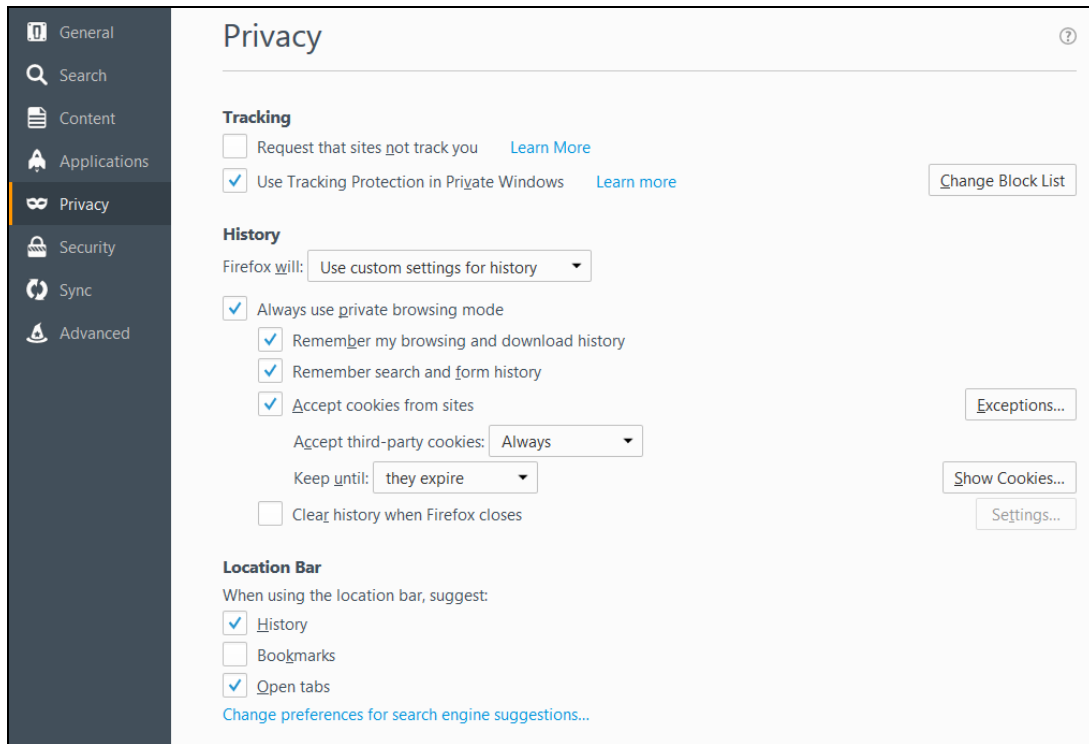 General
Search
Content
Applications
Privacy
Security
Sync
Advanced
Privacy
?
Tracking
Request that sites not track you Learn More
Use Tracking Protection in Private Windows Learn more Change Block List
History
Firefox will: Use custom settings for history
Always use private browsing mode
Remember my browsing and download history
Remember search and form history
Accept cookies from sites Exceptions...
Accept third-party cookies: Always
Keep until: they expire Show Cookies...
Clear history when Firefox closes Settings...
Location Bar
When using the location bar, suggest:
History
Bookmarks
Open tabs
Change preferences for search engine suggestions...